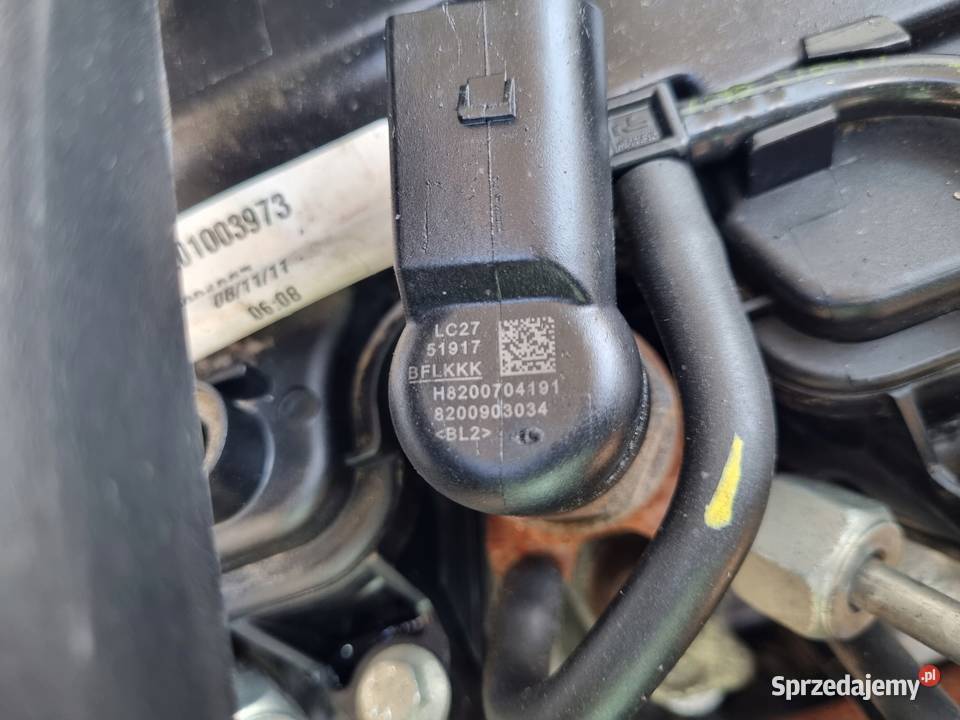 01003973
08/11/11
06:08
LC27
51917
BFLKKK
H8200704191
8200903034
<BL2>
Sprzedajemy.pl